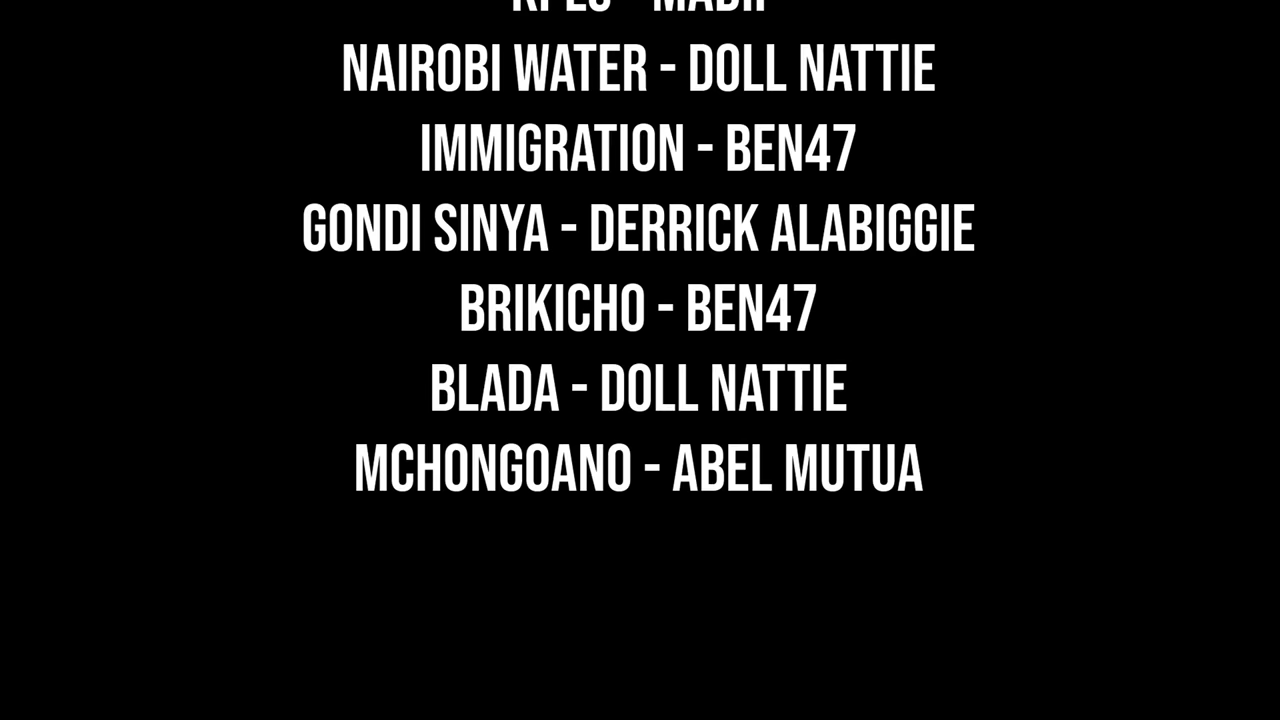 NAIROBI WATER - DOLL NATTIE
IMMIGRATION - BEN47
GONDI SINYA - DERRICK ALABIGGIE
BRIKICHO - BEN47
BLADA - DOLL NATTIE
MCHONGOANO - ABEL MUTUA